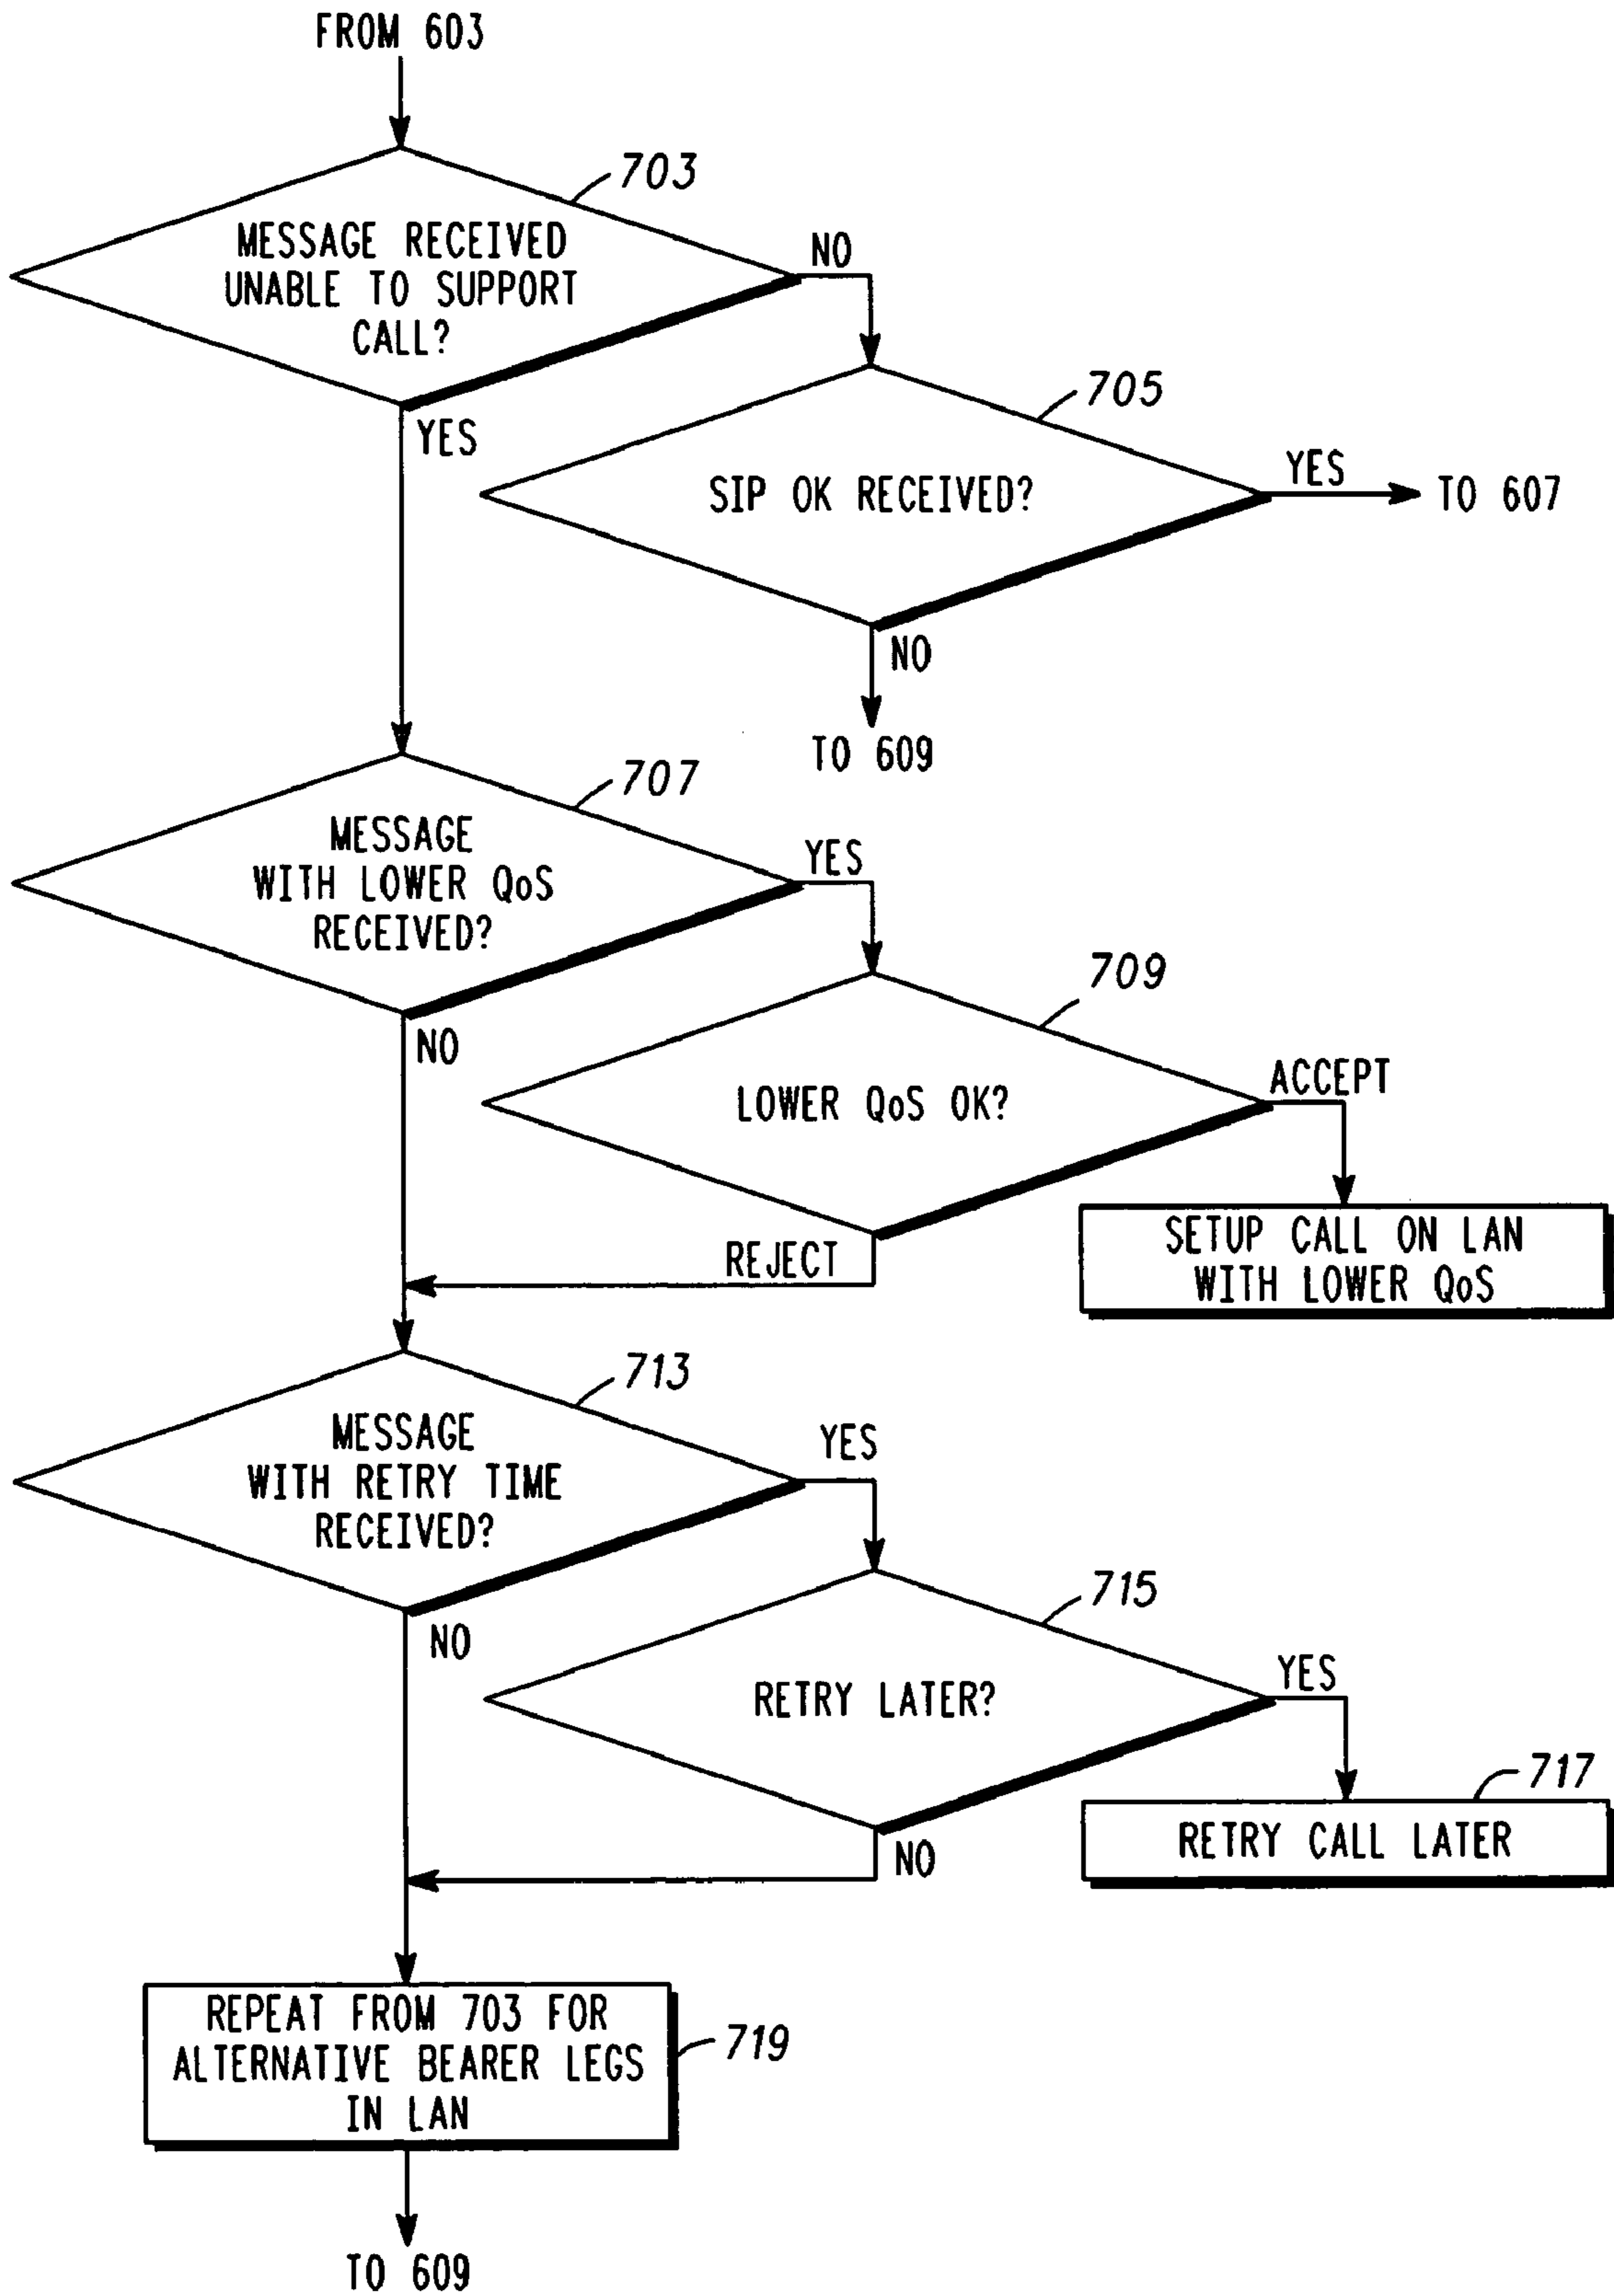 FROM 603
703
MESSAGE RECEIVED
UNABLE TO SUPPORT
CALL?
NO
YES
705
SIP OK RECEIVED?
YES
TO 607
NO
TO 609
707
MESSAGE
WITH LOWER QoS
RECEIVED?
YES
NO
709
LOWER QoS OK?
ACCEPT
SETUP CALL ON LAN
WITH LOWER QoS
REJECT
713
MESSAGE
WITH RETRY TIME
RECEIVED?
YES
NO
715
RETRY LATER?
YES
717
RETRY CALL LATER
NO
REPEAT FROM 703 FOR
ALTERNATIVE BEARER LEGS
IN LAN
719
TO 609